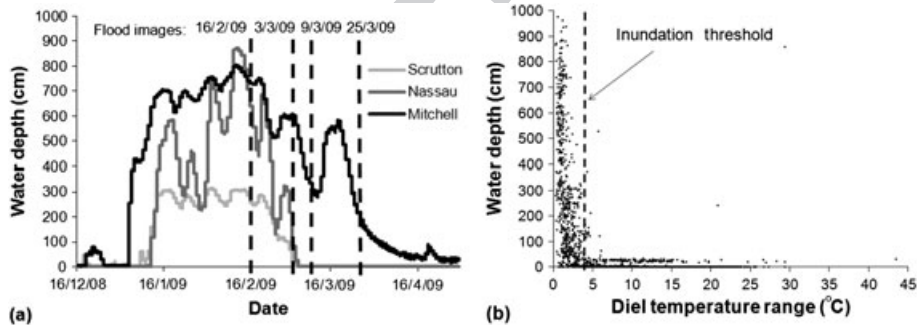 Flood images: 16/2/09 3/3/09 9/3/09 25/3/09
Scrutton
Nassau
Mitchell
Water depth (cm)
1000
900
800
700
600
500
400
300
200
100
0
16/12/08 16/1/09 16/2/09 16/3/09 16/4/09
Date
(a)
Inundation threshold
Water depth (cm)
1000
900
800
700
600
500
400
300
200
100
0
0 5 10 15 20 25 30 35 40 45
Diel temperature range (°C)
(b)